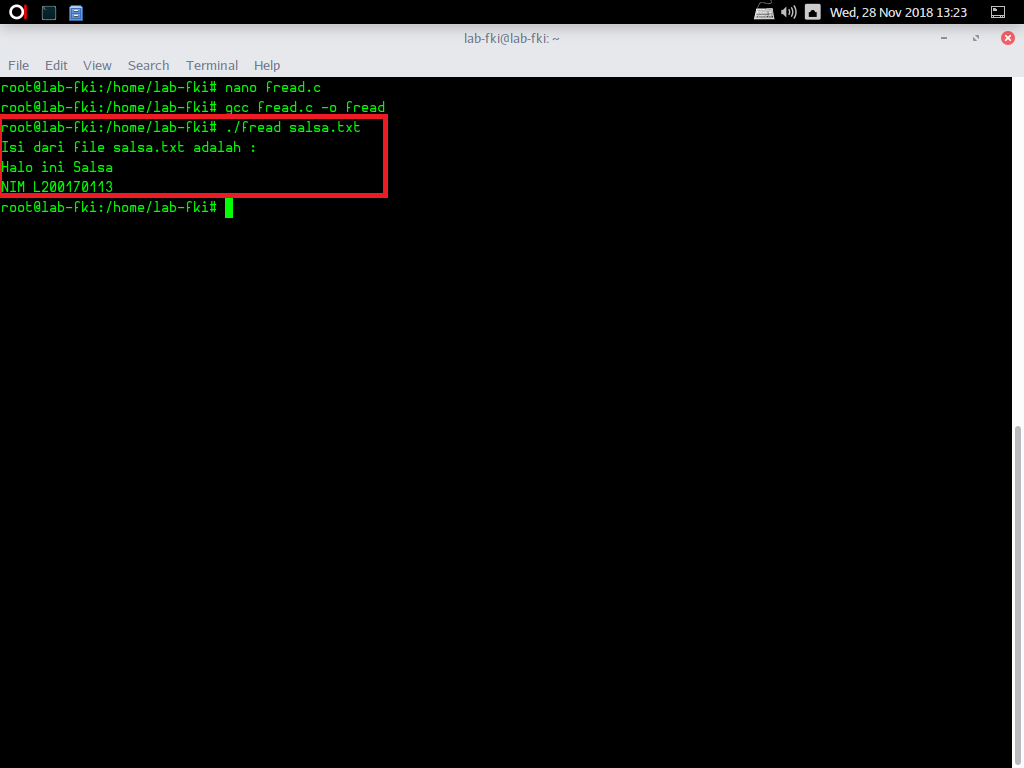 Wed, 28 Nov 2018 13:23
lab-fki@lab-fki: ~
File Edit View Search Terminal Help
root@lab-fki:/home/lab-fki# nano fread.c
root@lab-fki:/home/lab-fki# gcc fread.c -o fread
root@lab-fki:/home/lab-fki# ./fread salsa.txt
Isi dari file salsa.txt adalah :
Halo ini Salsa
NIM L200170113
root@lab-fki:/home/lab-fki#